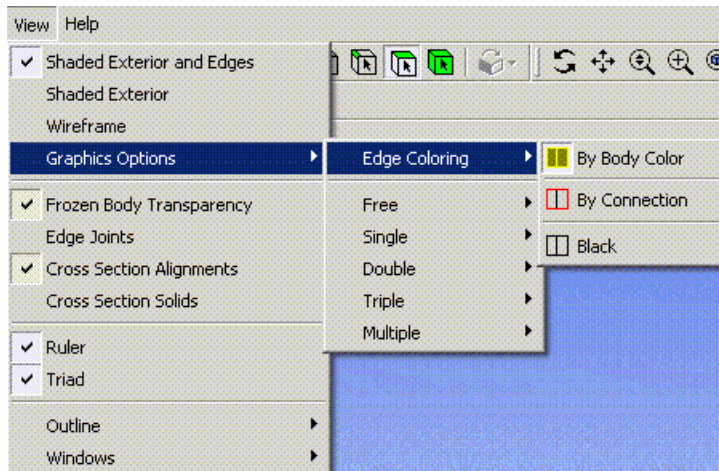 View Help
Shaded Exterior and Edges
Shaded Exterior
Wireframe
Graphics Options
Frozen Body Transparency
Edge Joints
Cross Section Alignments
Cross Section Solids
Ruler
Triad
Outline
Windows
Edge Coloring
Free
Single
Double
Triple
Multiple
By Body Color
By Connection
Black